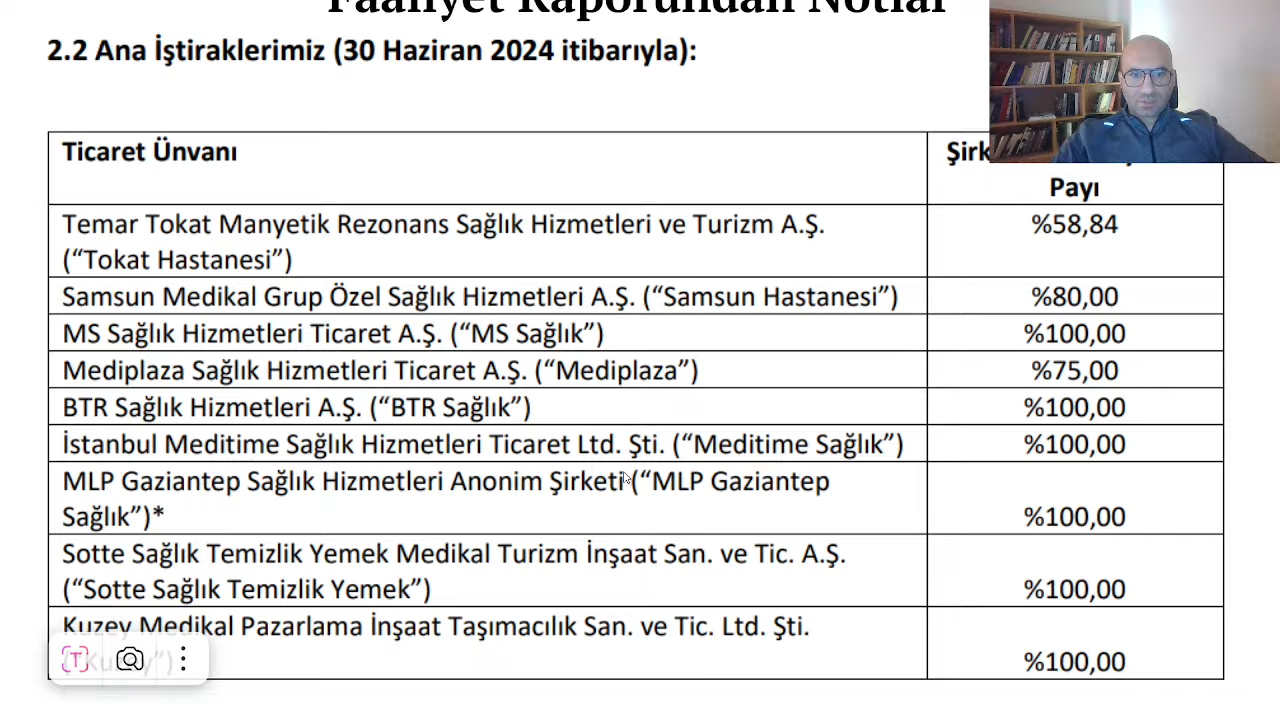 Faaliyet Raporundan Notlar
2.2 Ana İştiraklerimiz (30 Haziran 2024 itibarıyla):
Ticaret Ünvanı
Payı
Temar Tokat Manyetik Rezonans Sağlık Hizmetleri ve Turizm A.Ş.
(“Tokat Hastanesi”)
%58,84
Samsun Medikal Grup Özel Sağlık Hizmetleri A.Ş. (“Samsun Hastanesi”)
%80,00
MS Sağlık Hizmetleri Ticaret A.Ş. (“MS Sağlık”)
%100,00
Mediplaza Sağlık Hizmetleri Ticaret A.Ş. (“Mediplaza”)
%75,00
BTR Sağlık Hizmetleri A.Ş. (“BTR Sağlık”)
%100,00
İstanbul Meditime Sağlık Hizmetleri Ticaret Ltd. Şti. (“Meditime Sağlık”)
%100,00
MLP Gaziantep Sağlık Hizmetleri Anonim Şirketi (“MLP Gaziantep
Sağlık”)*
%100,00
Sotte Sağlık Temizlik Yemek Medikal Turizm İnşaat San. ve Tic. A.Ş.
(“Sotte Sağlık Temizlik Yemek”)
%100,00
Kuzey Medikal Pazarlama İnşaat Taşımacılık San. ve Tic. Ltd. Şti.
(“Kuzey”)
%100,00